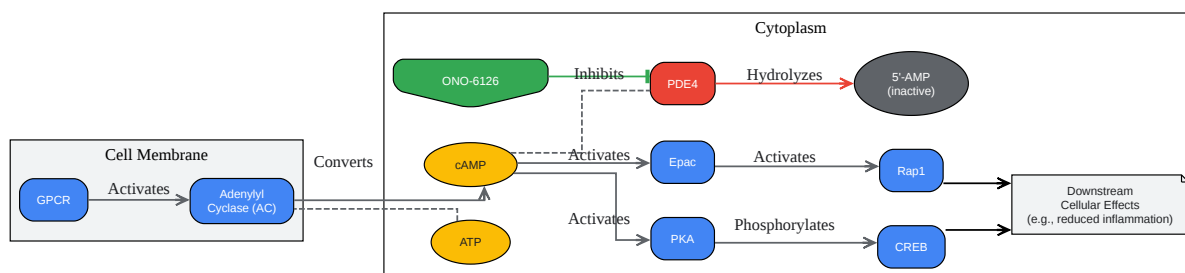 Cytoplasm
ONO-6126
Inhibits
PDE4
Hydrolyzes
5'-AMP
(inactive)
Cell Membrane
Converts
GPCR
Activates
Adenylyl
Cyclase (AC)
cAMP
Activates
Epac
Activates
Rap1
ATP
Activates
PKA
Phosphorylates
CREB
Downstream
Cellular Effects
(e.g., reduced inflammation)